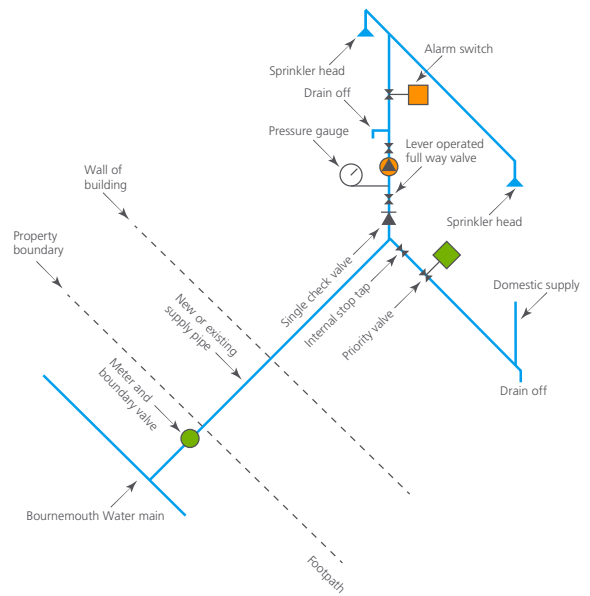 Alarm switch
Sprinkler head
Drain off
Pressure gauge
Lever operated
full way valve
Wall of
building
Sprinkler head
Property
boundary
Single check valve
Internal stop tap
Priority valve
Domestic supply
New or existing
supply pipe
Meter and
boundary valve
Drain off
Bournemouth Water main
Footpath